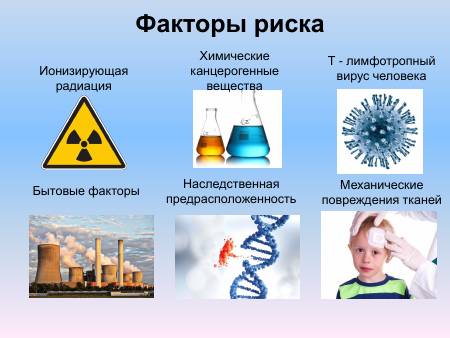 Факторы риска
Ионизирующая
радиация
Химические
канцерогенные
вещества
Т - лимфотропный
вирус человека
Бытовые факторы
Наследственная
предрасположенность
Механические
повреждения тканей